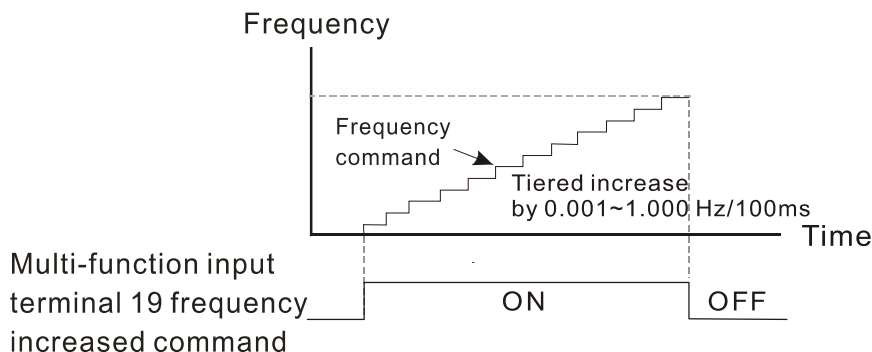 Frequency
Frequency
command
Tiered increase
by 0.001~1.000 Hz/100ms
Time
Multi-function input
terminal 19 frequency
increased command
ON
OFF